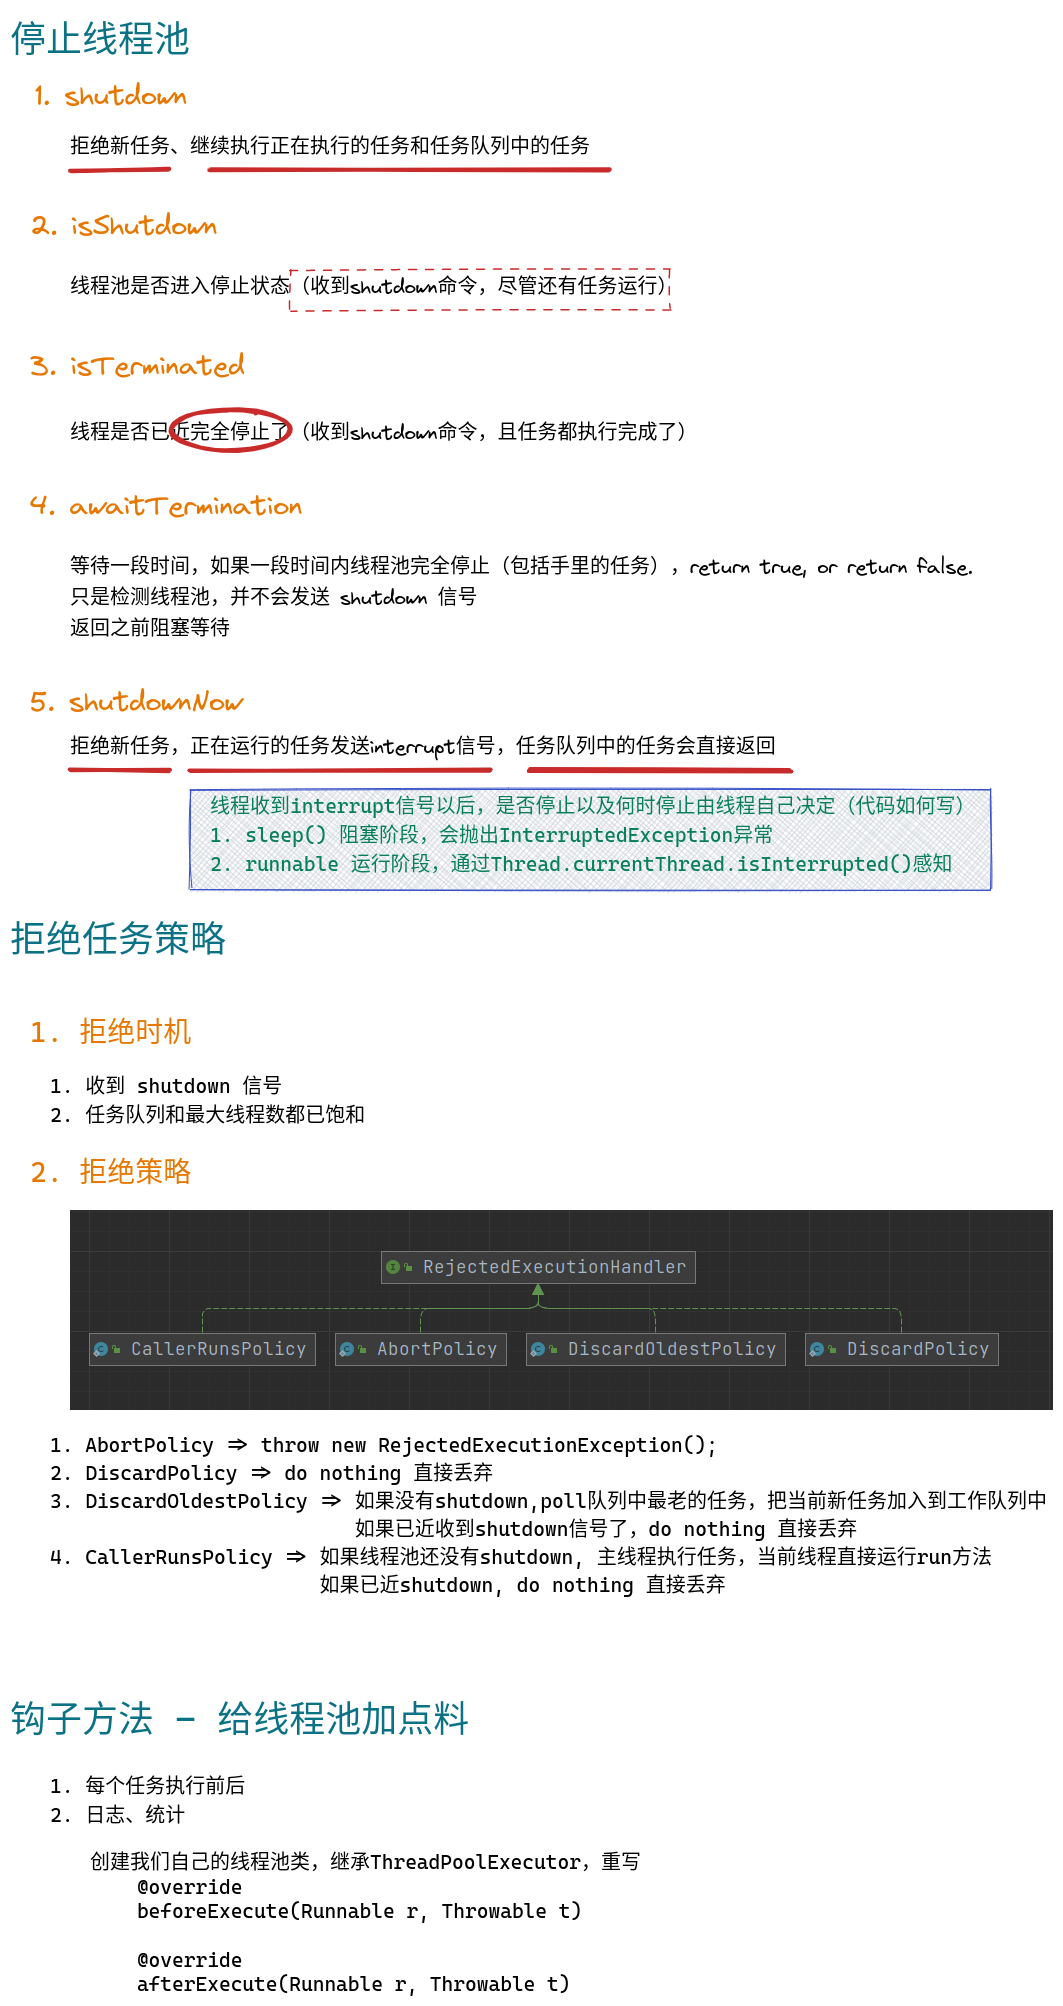 停止线程池
1. shutdown
拒绝新任务、继续执行正在执行的任务和任务队列中的任务
2. isShutdown
线程池是否进入停止状态（收到shutdown命令，尽管还有任务运行）
3. isTerminated
线程是否已近完全停止了（收到shutdown命令，且任务都执行完成了）
4. awaitTermination
等待一段时间，如果一段时间内线程池完全停止（包括手里的任务），return true, or return false.
只是检测线程池，并不会发送 shutdown 信号
返回之前阻塞等待
5. shutdownNow
拒绝新任务，正在运行的任务发送interrupt信号，任务队列中的任务会直接返回
线程收到interrupt信号以后，是否停止以及何时停止由线程自己决定（代码如何写）
1. sleep() 阻塞阶段，会抛出InterruptedException异常
2. runnable 运行阶段，通过Thread.currentThread.isInterrupted()感知
拒绝任务策略
1. 拒绝时机
1. 收到 shutdown 信号
2. 任务队列和最大线程数都已饱和
2. 拒绝策略
RejectedExecutionHandler
CallerRunsPolicy AbortPolicy DiscardOldestPolicy DiscardPolicy
1. AbortPolicy => throw new RejectedExecutionException();
2. DiscardPolicy => do nothing 直接丢弃
3. DiscardOldestPolicy => 如果没有shutdown,poll队列中最老的任务，把当前新任务加入到工作队列中
如果已近收到shutdown信号了，do nothing 直接丢弃
4. CallerRunsPolicy => 如果线程池还没有shutdown, 主线程执行任务，当前线程直接运行run方法
如果已近shutdown, do nothing 直接丢弃
钩子方法 - 给线程池加点料
1. 每个任务执行前后
2. 日志、统计
创建我们自己的线程池类，继承ThreadPoolExecutor，重写
@override
beforeExecute(Runnable r, Throwable t)
@override
afterExecute(Runnable r, Throwable t)